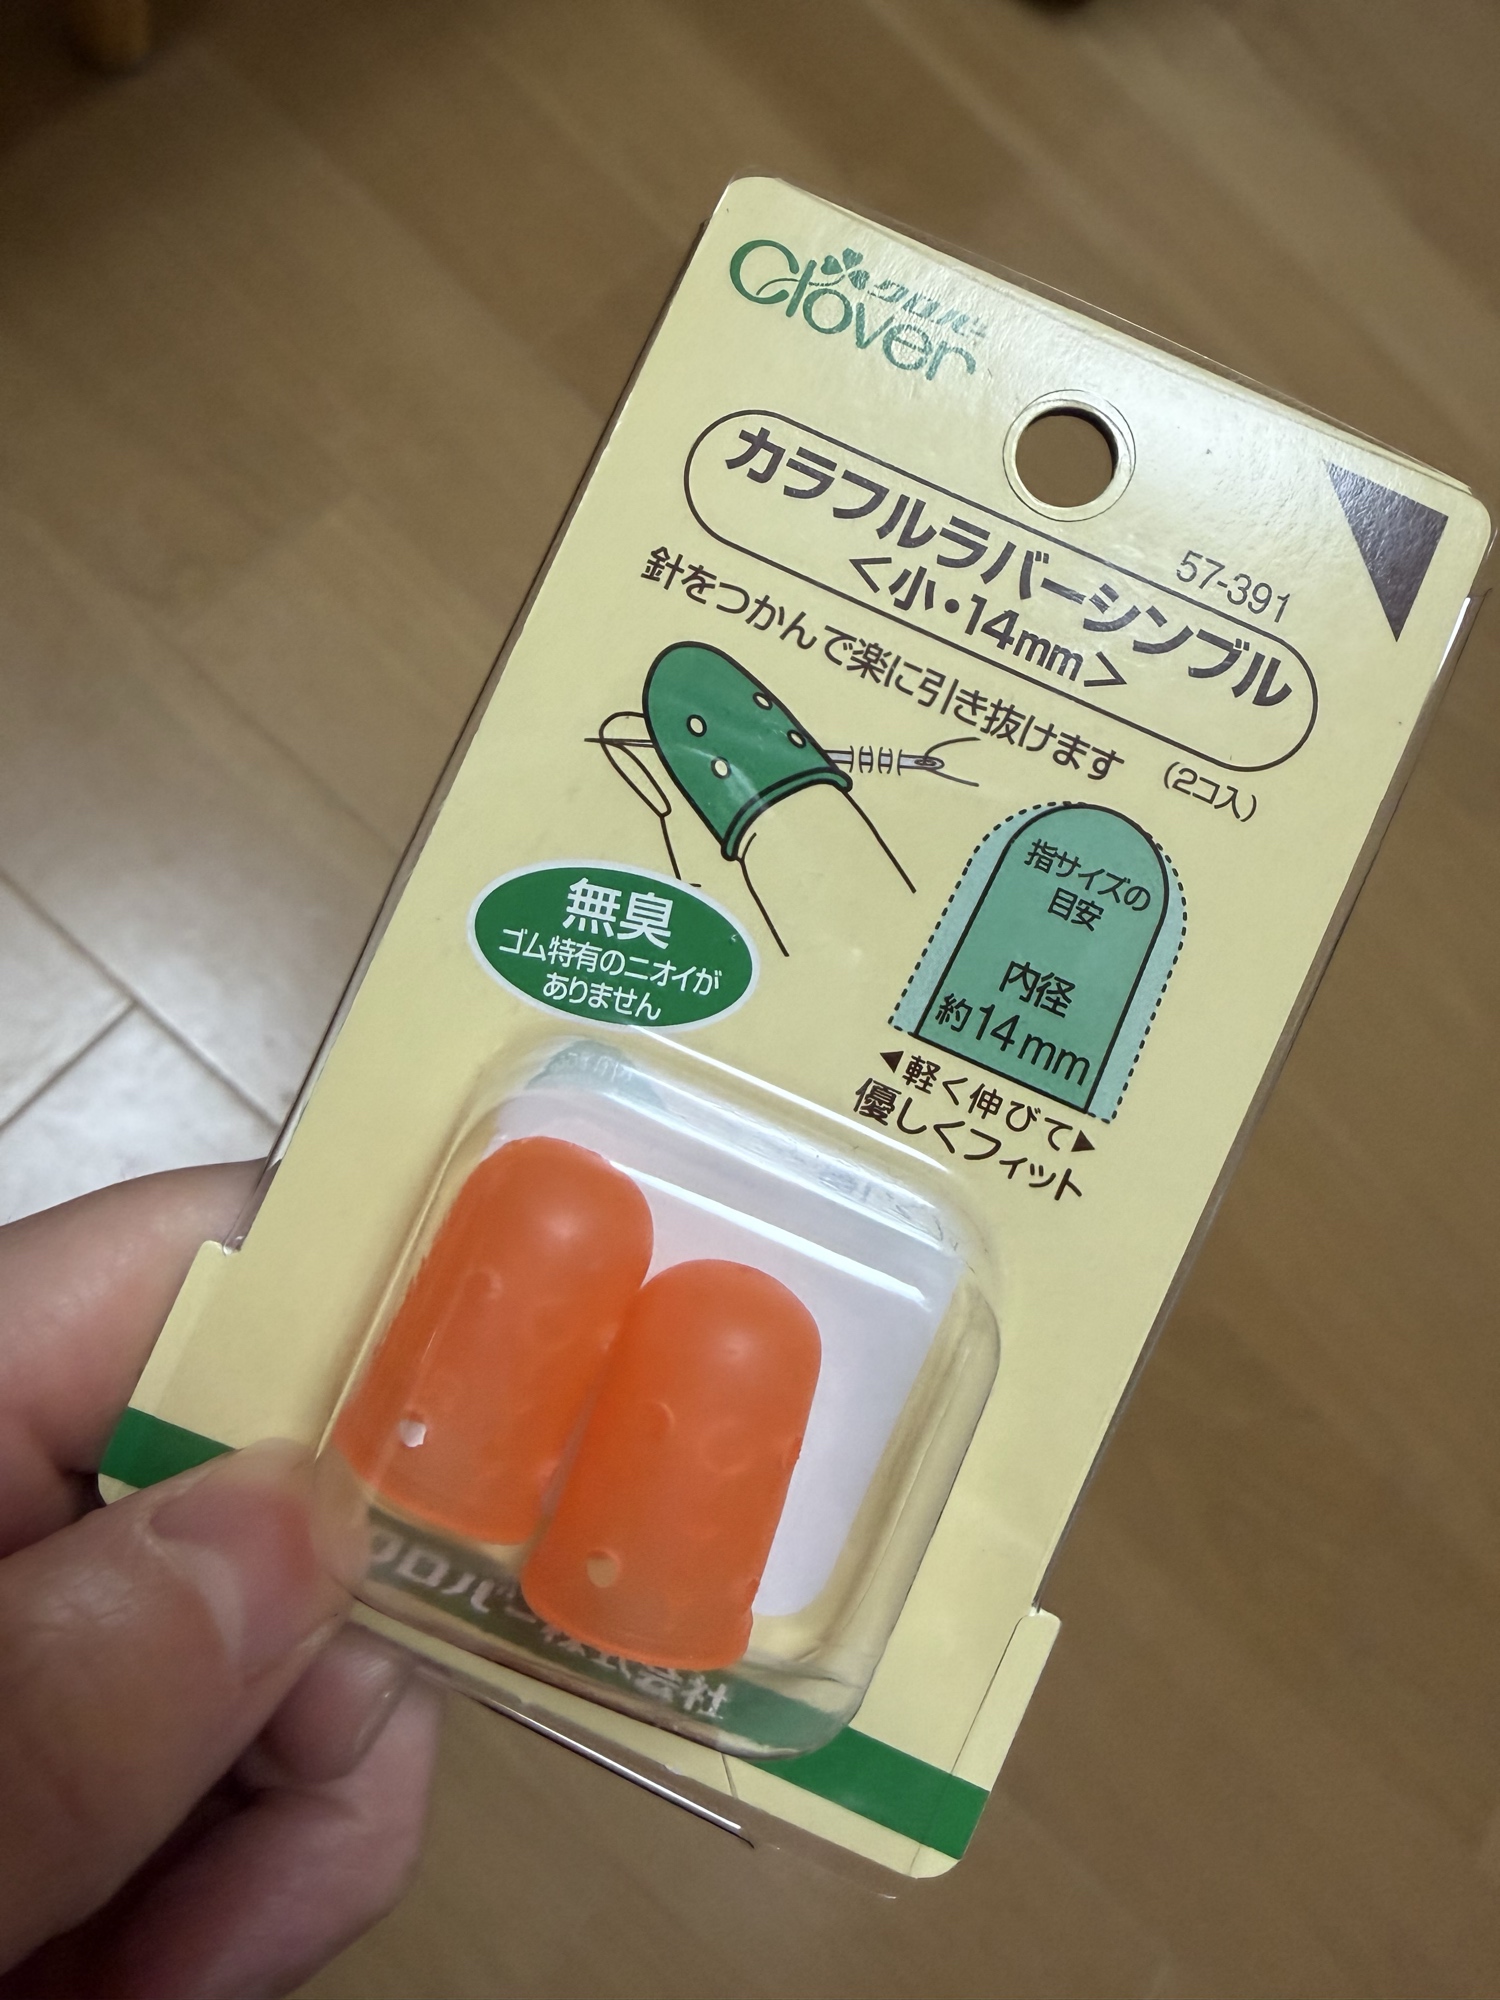 Clover クロバー
57-391
カラフルラバーシンブル
<小・14mm>
針をつかんで楽に引き抜けます
(2コ入)
指サイズの
目安
内径
約14mm
◀軽く伸びて▶
優しくフィット
無臭
ゴム特有のニオイが
ありません
クロバー株式会社